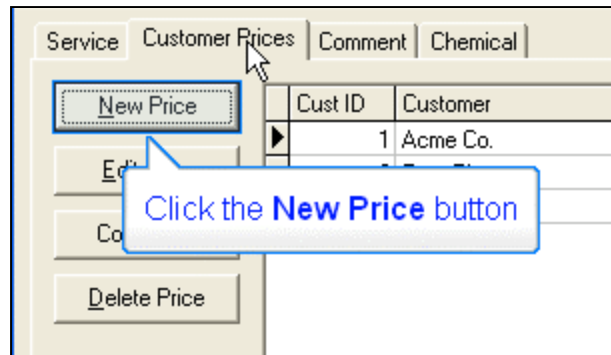 Service Customer Prices Comment Chemical
New Price Cust ID Customer
1 Acme Co.
Click the New Price button
Delete Price